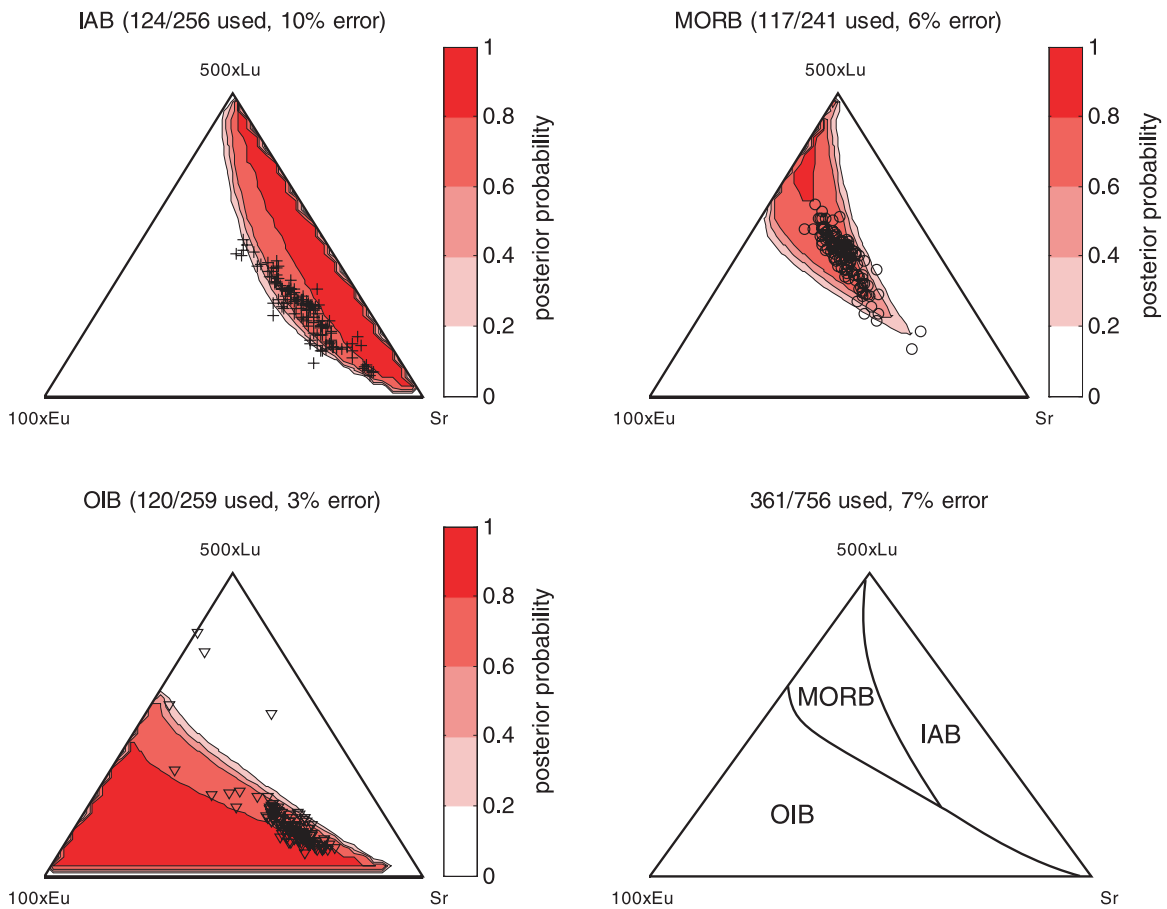 IAB (124/256 used, 10% error)
500xLu
100xEu
Sr
1
0.8
0.6
0.4
0.2
0
posterior probability
MORB (117/241 used, 6% error)
500xLu
100xEu
Sr
1
0.8
0.6
0.4
0.2
0
posterior probability
OIB (120/259 used, 3% error)
500xLu
100xEu
Sr
1
0.8
0.6
0.4
0.2
0
posterior probability
361/756 used, 7% error
500xLu
MORB
IAB
OIB
100xEu
Sr